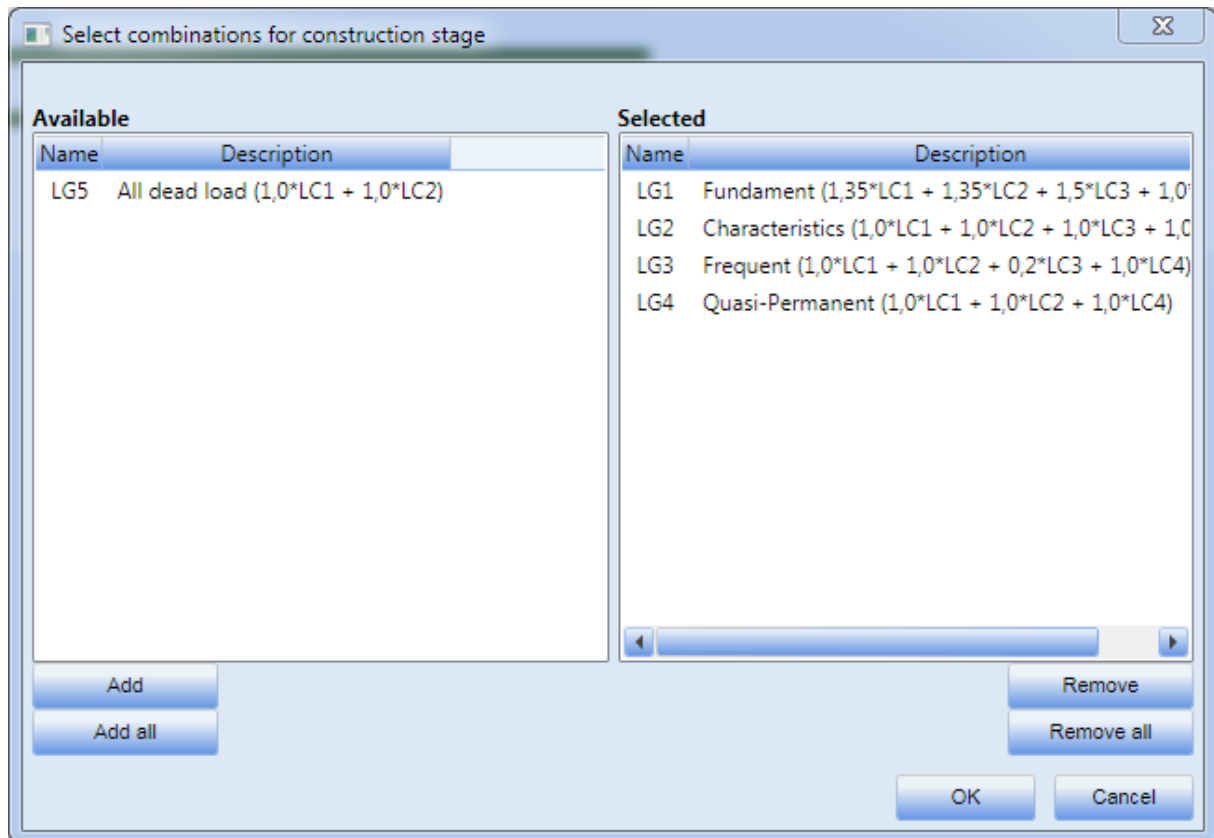 Select combinations for construction stage
Available
Name Description
LG5 All dead load (1,0*LC1 + 1,0*LC2)
Selected
Name Description
LG1 Fundament (1,35*LC1 + 1,35*LC2 + 1,5*LC3 + 1,0*
LG2 Characteristics (1,0*LC1 + 1,0*LC2 + 1,0*LC3 + 1,0
LG3 Frequent (1,0*LC1 + 1,0*LC2 + 0,2*LC3 + 1,0*LC4)
LG4 Quasi-Permanent (1,0*LC1 + 1,0*LC2 + 1,0*LC4)
Add
Add all
Remove
Remove all
OK
Cancel